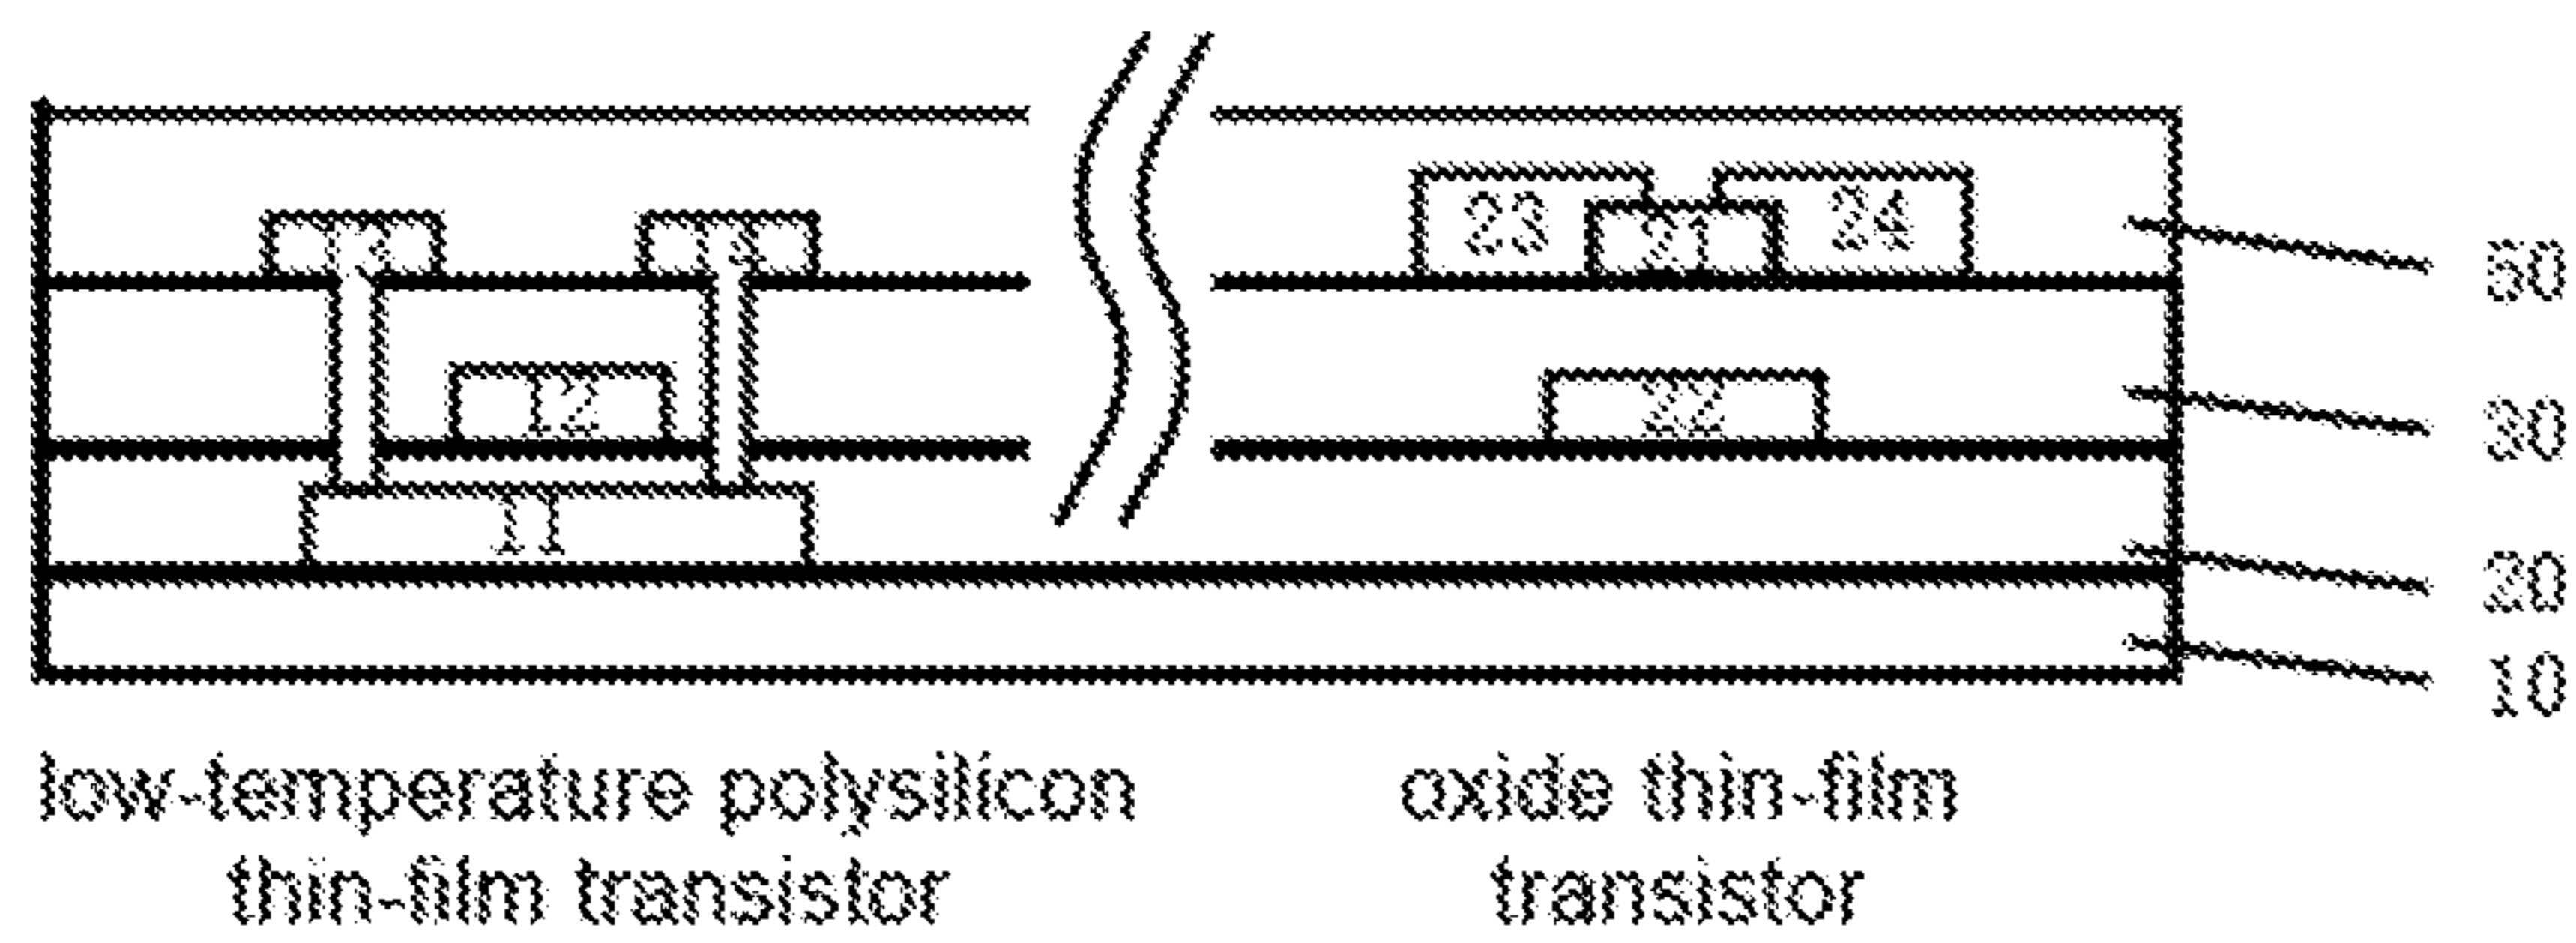 23 21 24
50
12
22
30
11
20
10
low-temperature polysilicon
thin-film transistor
oxide thin-film
transistor